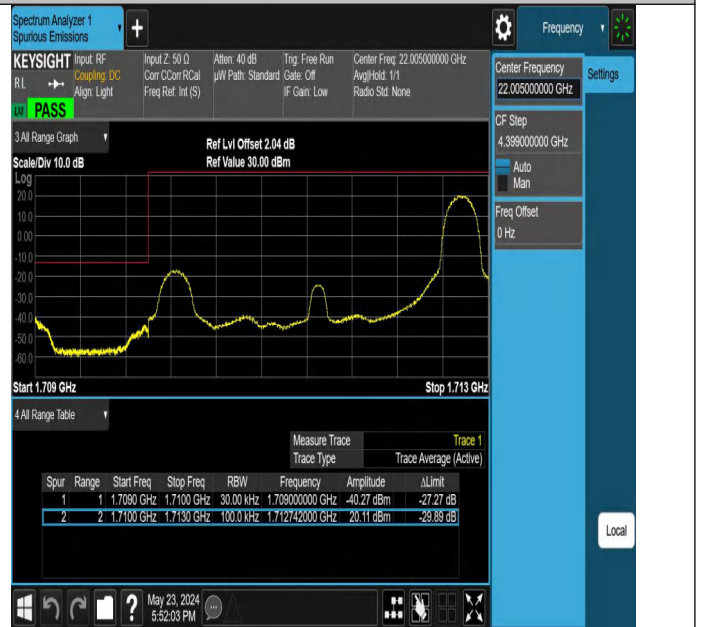 Spectrum Analyzer 1
Spurious Emissions
Frequency
KEYSIGHT
RL
Input: RF
Coupling: DC
Align: Light
Input Z: 50 Ω
Corr CCorr RCal
Freq Ref: Int (S)
Atten: 40 dB
µW Path: Standard
Trig: Free Run
Gate: Off
IF Gain: Low
Center Freq: 22.005000000 GHz
Avg|Hold: 1/1
Radio Std: None
LXI PASS
Center Frequency
22.005000000 GHz
Settings
CF Step
4.399000000 GHz
Auto
Man
Freq Offset
0 Hz
3 All Range Graph
Ref Lvl Offset 2.04 dB
Scale/Div 10.0 dB
Ref Value 30.00 dBm
Log
20.0
10.0
0.00
-10.0
-20.0
-30.0
-40.0
-50.0
-60.0
Start 1.709 GHz
Stop 1.713 GHz
4 All Range Table
Measure Trace Trace 1
Trace Type Trace Average (Active)
Spur Range Start Freq Stop Freq RBW Frequency Amplitude ΔLimit
1 1 1.7090 GHz 1.7100 GHz 30.00 kHz 1.709000000 GHz -40.27 dBm -27.27 dB
2 2 1.7100 GHz 1.7130 GHz 100.0 kHz 1.712742000 GHz 20.11 dBm -29.89 dB
Local
?
May 23, 2024
5:52:03 PM